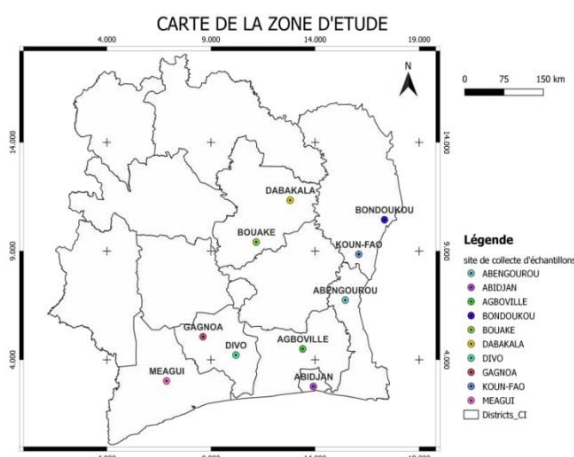 CARTE DE LA ZONE D'ETUDE
4.000 9.000 14.000 19.000
N
0 75 150 km
14.000 14.000
DABAKALA
BONDOUKOU
BOUAKE
KOUN-FAO
9.000 9.000
ABENGOUROU
GAGNOA
AGBOVILLE
DIVO
4.000 4.000
MEAGUI
ABIDJAN
Légende
site de collecte d'échantillons
ABENGOUROU
ABIDJAN
AGBOVILLE
BONDOUKOU
BOUAKE
DABAKALA
DIVO
GAGNOA
KOUN-FAO
MEAGUI
Districts_CI